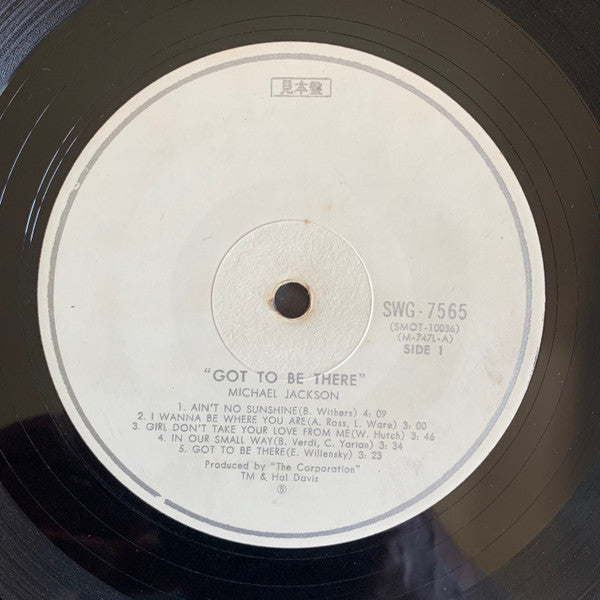 見本盤
SWG-7565
(SMOT-10036)
(M-747L-A)
SIDE 1
"GOT TO BE THERE"
MICHAEL JACKSON
1. AIN'T NO SUNSHINE(B. Withers) 4: 09
2. I WANNA BE WHERE YOU ARE(A. Ross, L. Ware) 3: 00
3. GIRL DON'T TAKE YOUR LOVE FROM ME(W. Hutch) 3: 46
4. IN OUR SMALL WAY(B. Verdi, C. Yarian) 3: 34
5. GOT TO BE THERE(E. Willensky) 3: 23
Produced by "The Corporation"
TM & Hal Davis
Ⓢ